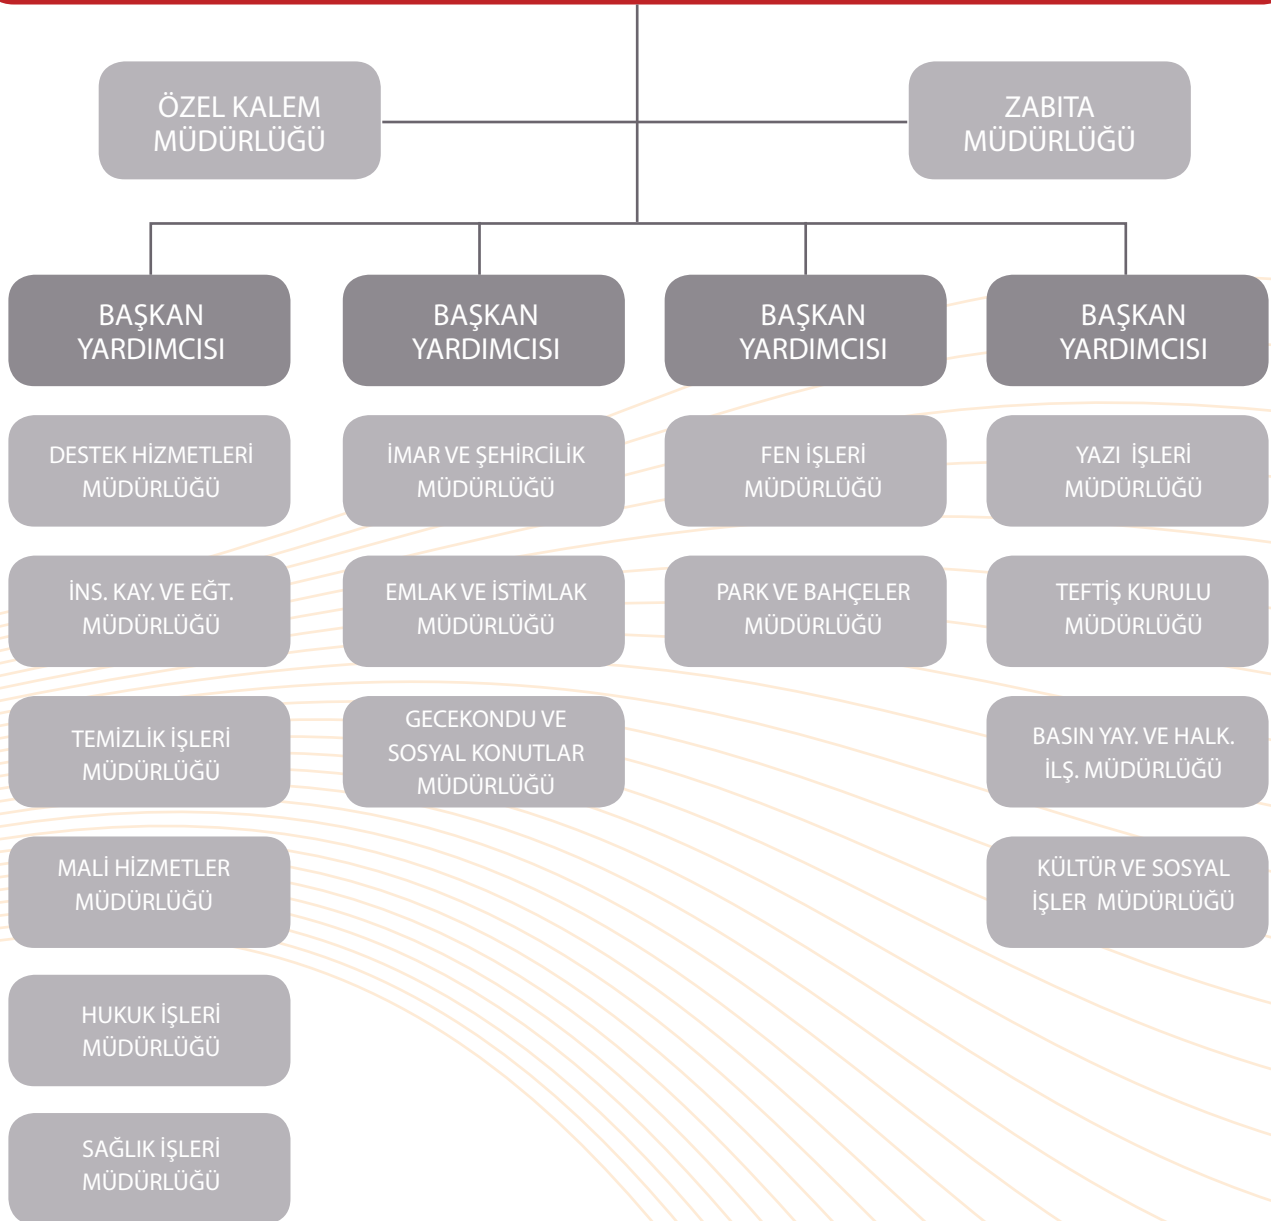 ÖZEL KALEM
MÜDÜRLÜĞÜ
ZABITA
MÜDÜRLÜĞÜ
BAŞKAN
YARDIMCISI
DESTEK HİZMETLERİ
MÜDÜRLÜĞÜ
İNS. KAY. VE EĞT.
MÜDÜRLÜĞÜ
TEMİZLİK İŞLERİ
MÜDÜRLÜĞÜ
MALİ HİZMETLER
MÜDÜRLÜĞÜ
HUKUK İŞLERİ
MÜDÜRLÜĞÜ
SAĞLIK İŞLERİ
MÜDÜRLÜĞÜ
BAŞKAN
YARDIMCISI
İMAR VE ŞEHİRCİLİK
MÜDÜRLÜĞÜ
EMLAK VE İSTİMLAK
MÜDÜRLÜĞÜ
GECEKONDU VE
SOSYAL KONUTLAR
MÜDÜRLÜĞÜ
BAŞKAN
YARDIMCISI
FEN İŞLERİ
MÜDÜRLÜĞÜ
PARK VE BAHÇELER
MÜDÜRLÜĞÜ
BAŞKAN
YARDIMCISI
YAZI İŞLERİ
MÜDÜRLÜĞÜ
TEFTİŞ KURULU
MÜDÜRLÜĞÜ
BASIN YAY. VE HALK.
İLŞ. MÜDÜRLÜĞÜ
KÜLTÜR VE SOSYAL
İŞLER MÜDÜRLÜĞÜ